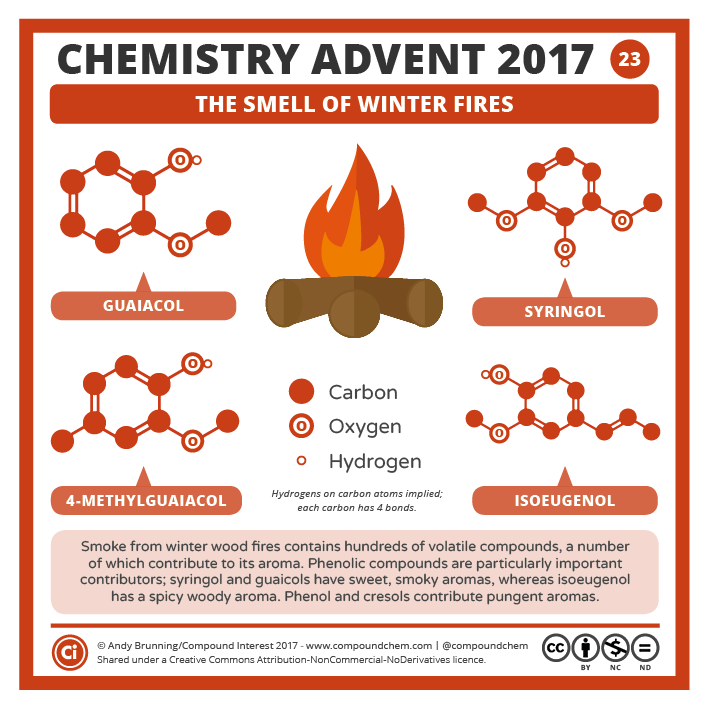 CHEMISTRY ADVENT 2017 23
THE SMELL OF WINTER FIRES
O
O
GUAIACOL
O
O
O
SYRINGOL
O
O
4-METHYLGUAIACOL
O
O
ISOEUGENOL
Carbon
O Oxygen
Hydrogen
Hydrogens on carbon atoms implied;
each carbon has 4 bonds.
Smoke from winter wood fires contains hundreds of volatile compounds, a number
of which contribute to its aroma. Phenolic compounds are particularly important
contributors; syringol and guaicols have sweet, smoky aromas, whereas isoeugenol
has a spicy woody aroma. Phenol and cresols contribute pungent aromas.
Ci
© Andy Brunning/Compound Interest 2017 - www.compoundchem.com | @compoundchem
Shared under a Creative Commons Attribution-NonCommercial-NoDerivatives licence.
cc
BY NC ND